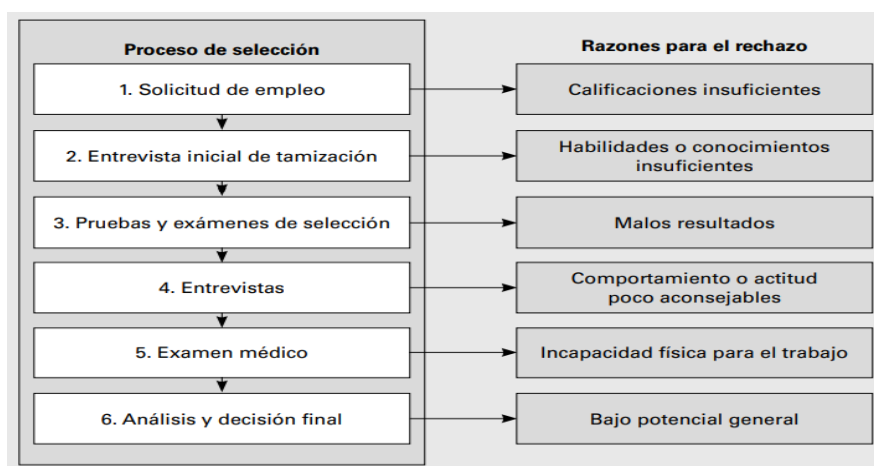 Proceso de selección
Razones para el rechazo
1. Solicitud de empleo
Calificaciones insuficientes
2. Entrevista inicial de tamización
Habilidades o conocimientos
insuficientes
3. Pruebas y exámenes de selección
Malos resultados
4. Entrevistas
Comportamiento o actitud
poco aconsejables
5. Examen médico
Incapacidad física para el trabajo
6. Análisis y decisión final
Bajo potencial general